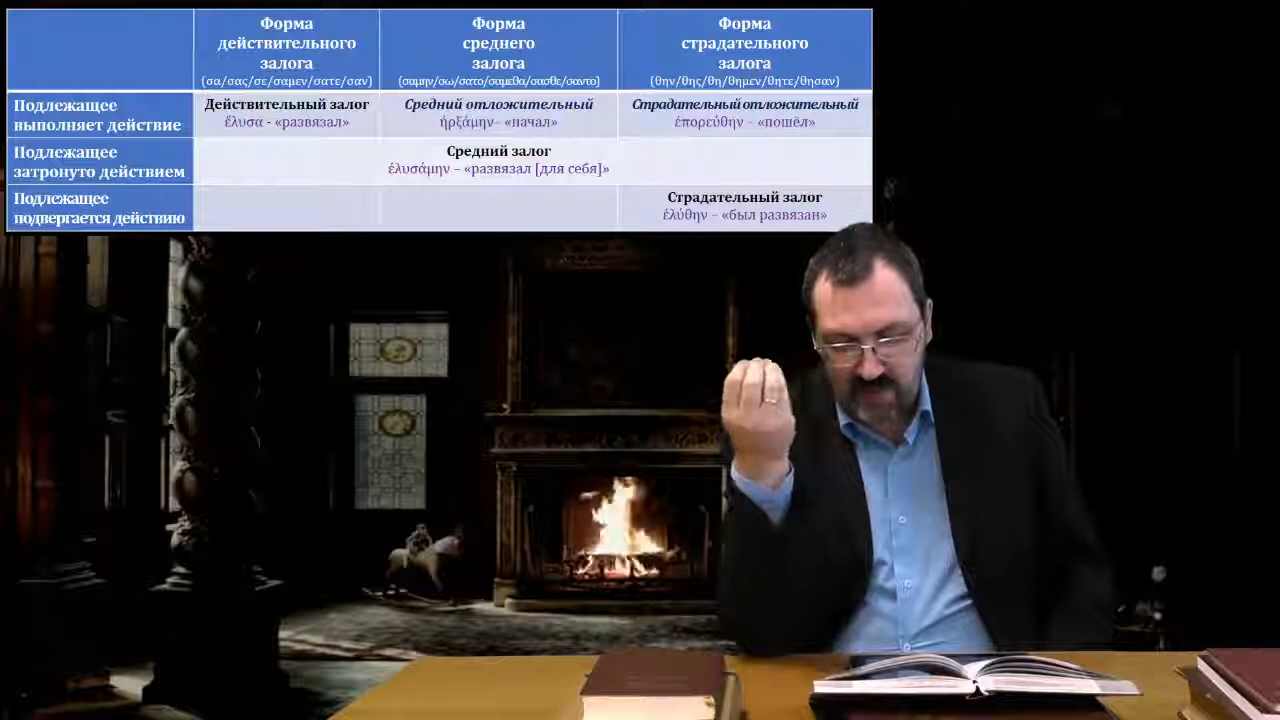 Форма
действительного
залога
(σα/σας/σε/σαμεν/σατε/σαν)
Форма
среднего
залога
(σαμην/σω/σατο/σαμεθα/σασθε/σαντο)
Форма
страдательного
залога
(θην/θης/θη/θημεν/θητε/θησαν)
Подлежащее
выполняет действие
Действительный залог
ἐλυσα - «развязал»
Средний отложительный
ἠρξάμην– «начал»
Страдательный отложительный
ἐπορεύθην – «пошёл»
Подлежащее
затронуто действием
Средний залог
ἐλυσάμην – «развязал [для себя]»
Подлежащее
подвергается действию
Страдательный залог
ἐλύθην – «был развязан»